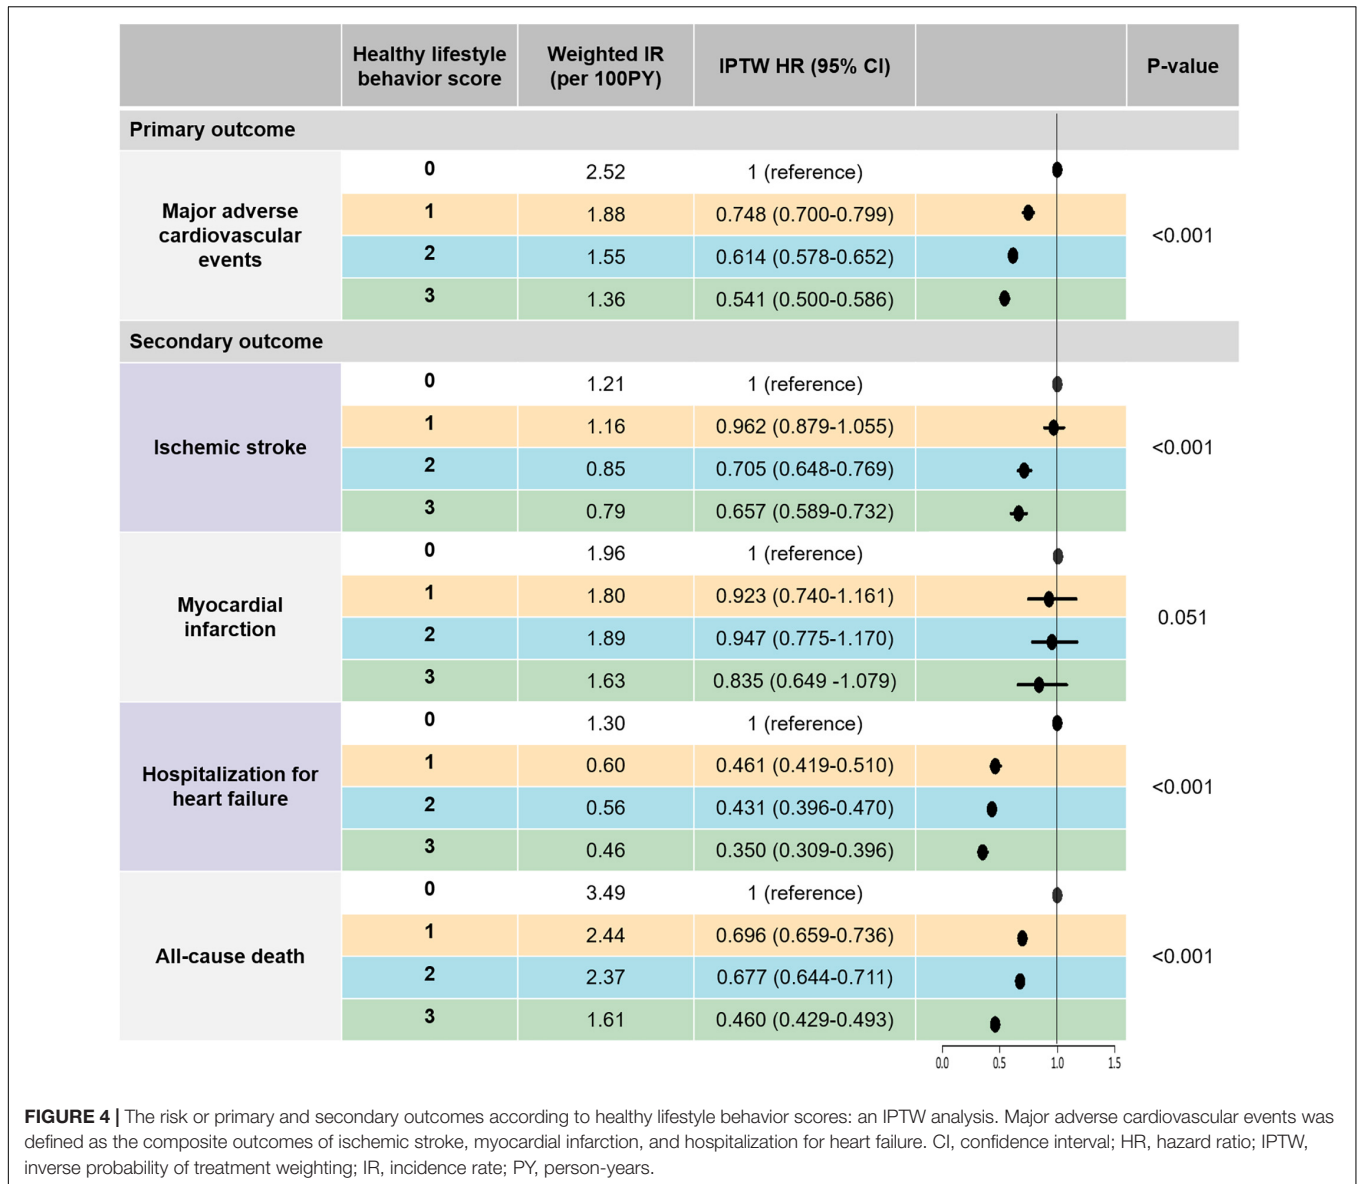 Healthy lifestyle behavior score
Weighted IR (per 100PY)
IPTW HR (95% CI)
P-value
Primary outcome
Major adverse
cardiovascular
events
0 2.52 1 (reference)
1 1.88 0.748 (0.700-0.799)
2 1.55 0.614 (0.578-0.652)
3 1.36 0.541 (0.500-0.586)
<0.001
Secondary outcome
Ischemic stroke
0 1.21 1 (reference)
1 1.16 0.962 (0.879-1.055)
2 0.85 0.705 (0.648-0.769)
3 0.79 0.657 (0.589-0.732)
<0.001
Myocardial
infarction
0 1.96 1 (reference)
1 1.80 0.923 (0.740-1.161)
2 1.89 0.947 (0.775-1.170)
3 1.63 0.835 (0.649 -1.079)
0.051
Hospitalization for
heart failure
0 1.30 1 (reference)
1 0.60 0.461 (0.419-0.510)
2 0.56 0.431 (0.396-0.470)
3 0.46 0.350 (0.309-0.396)
<0.001
All-cause death
0 3.49 1 (reference)
1 2.44 0.696 (0.659-0.736)
2 2.37 0.677 (0.644-0.711)
3 1.61 0.460 (0.429-0.493)
<0.001
0.0 0.5 1.0 1.5
FIGURE 4 | The risk or primary and secondary outcomes according to healthy lifestyle behavior scores: an IPTW analysis. Major adverse cardiovascular events was
defined as the composite outcomes of ischemic stroke, myocardial infarction, and hospitalization for heart failure. CI, confidence interval; HR, hazard ratio; IPTW,
inverse probability of treatment weighting; IR, incidence rate; PY, person-years.